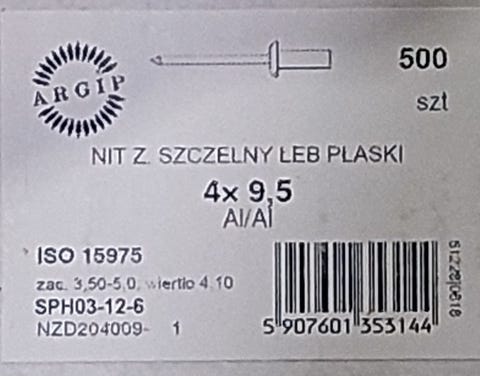 ARGIP
500
szt
NIT Z. SZCZELNY ŁEB PŁASKI
4x 9,5
Al/Al
ISO 15975
zac. 3,50-5,0, wiertło 4.10
SPH03-12-6
NZD204009- 1
5 907601 353144